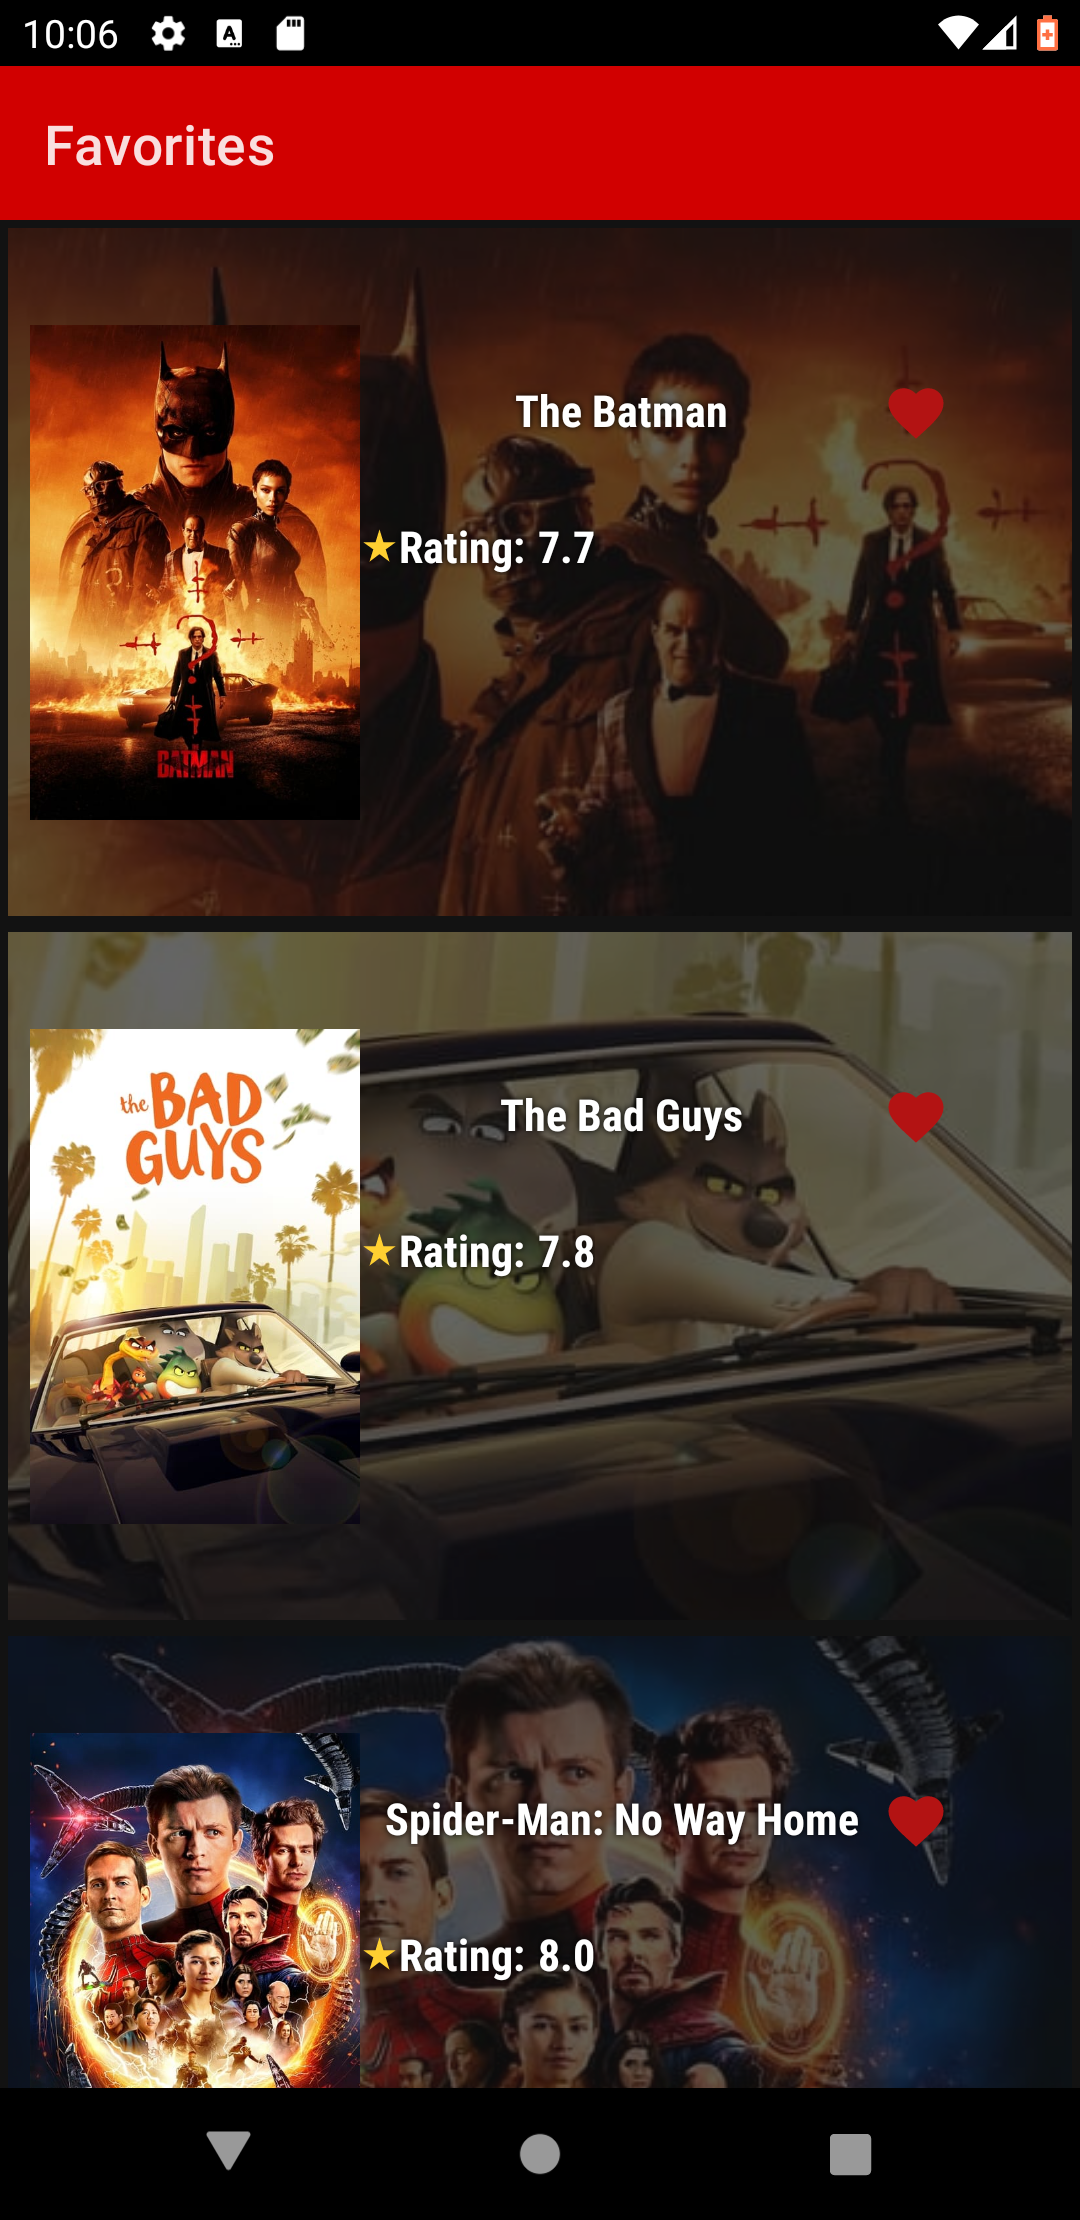 10:06
Favorites
The Batman
★Rating: 7.7
BATMAN
The Bad Guys
the BAD
GUYS
★Rating: 7.8
Spider-Man: No Way Home
★Rating: 8.0